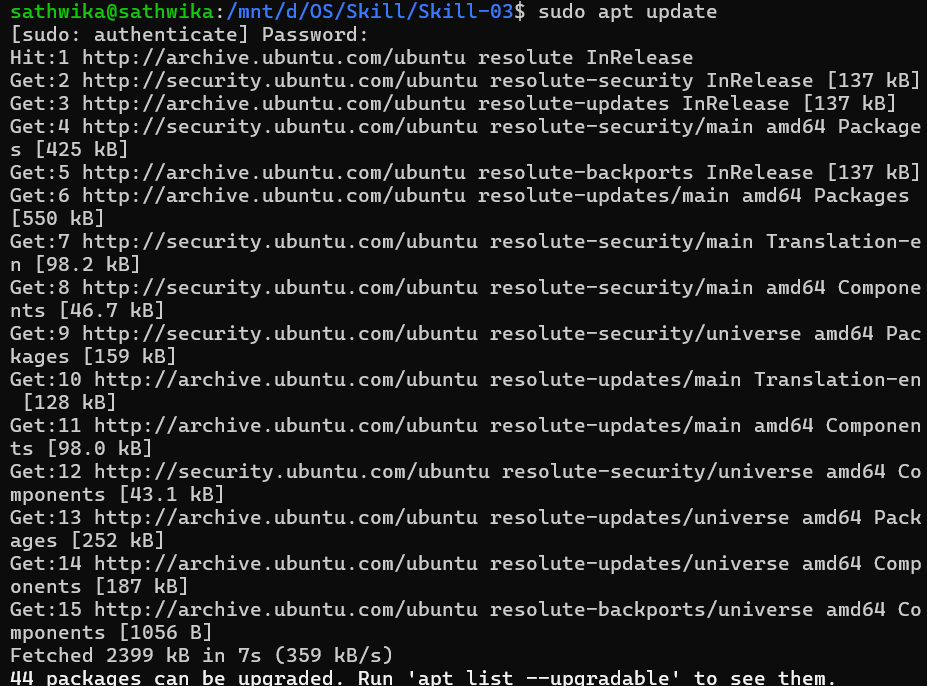 sathwika@sathwika:/mnt/d/OS/Skill/Skill-03$ sudo apt update
[sudo: authenticate] Password:
Hit:1 http://archive.ubuntu.com/ubuntu resolute InRelease
Get:2 http://security.ubuntu.com/ubuntu resolute-security InRelease [137 kB]
Get:3 http://archive.ubuntu.com/ubuntu resolute-updates InRelease [137 kB]
Get:4 http://security.ubuntu.com/ubuntu resolute-security/main amd64 Package
s [425 kB]
Get:5 http://archive.ubuntu.com/ubuntu resolute-backports InRelease [137 kB]
Get:6 http://archive.ubuntu.com/ubuntu resolute-updates/main amd64 Packages
[550 kB]
Get:7 http://security.ubuntu.com/ubuntu resolute-security/main Translation-e
n [98.2 kB]
Get:8 http://security.ubuntu.com/ubuntu resolute-security/main amd64 Compone
nts [46.7 kB]
Get:9 http://security.ubuntu.com/ubuntu resolute-security/universe amd64 Pac
kages [159 kB]
Get:10 http://archive.ubuntu.com/ubuntu resolute-updates/main Translation-en
 [128 kB]
Get:11 http://archive.ubuntu.com/ubuntu resolute-updates/main amd64 Componen
ts [98.0 kB]
Get:12 http://security.ubuntu.com/ubuntu resolute-security/universe amd64 Co
mponents [43.1 kB]
Get:13 http://archive.ubuntu.com/ubuntu resolute-updates/universe amd64 Pack
ages [252 kB]
Get:14 http://archive.ubuntu.com/ubuntu resolute-updates/universe amd64 Comp
onents [187 kB]
Get:15 http://archive.ubuntu.com/ubuntu resolute-backports/universe amd64 Co
mponents [1056 B]
Fetched 2399 kB in 7s (359 kB/s)
44 packages can be upgraded. Run 'apt list --upgradable' to see them.